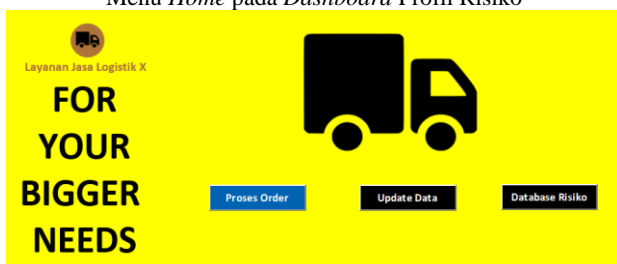 Menu Home pada Dashboard Profil Risiko
Layanan Jasa Logistik X
FOR
YOUR
BIGGER
NEEDS
Proses Order
Update Data
Database Risiko